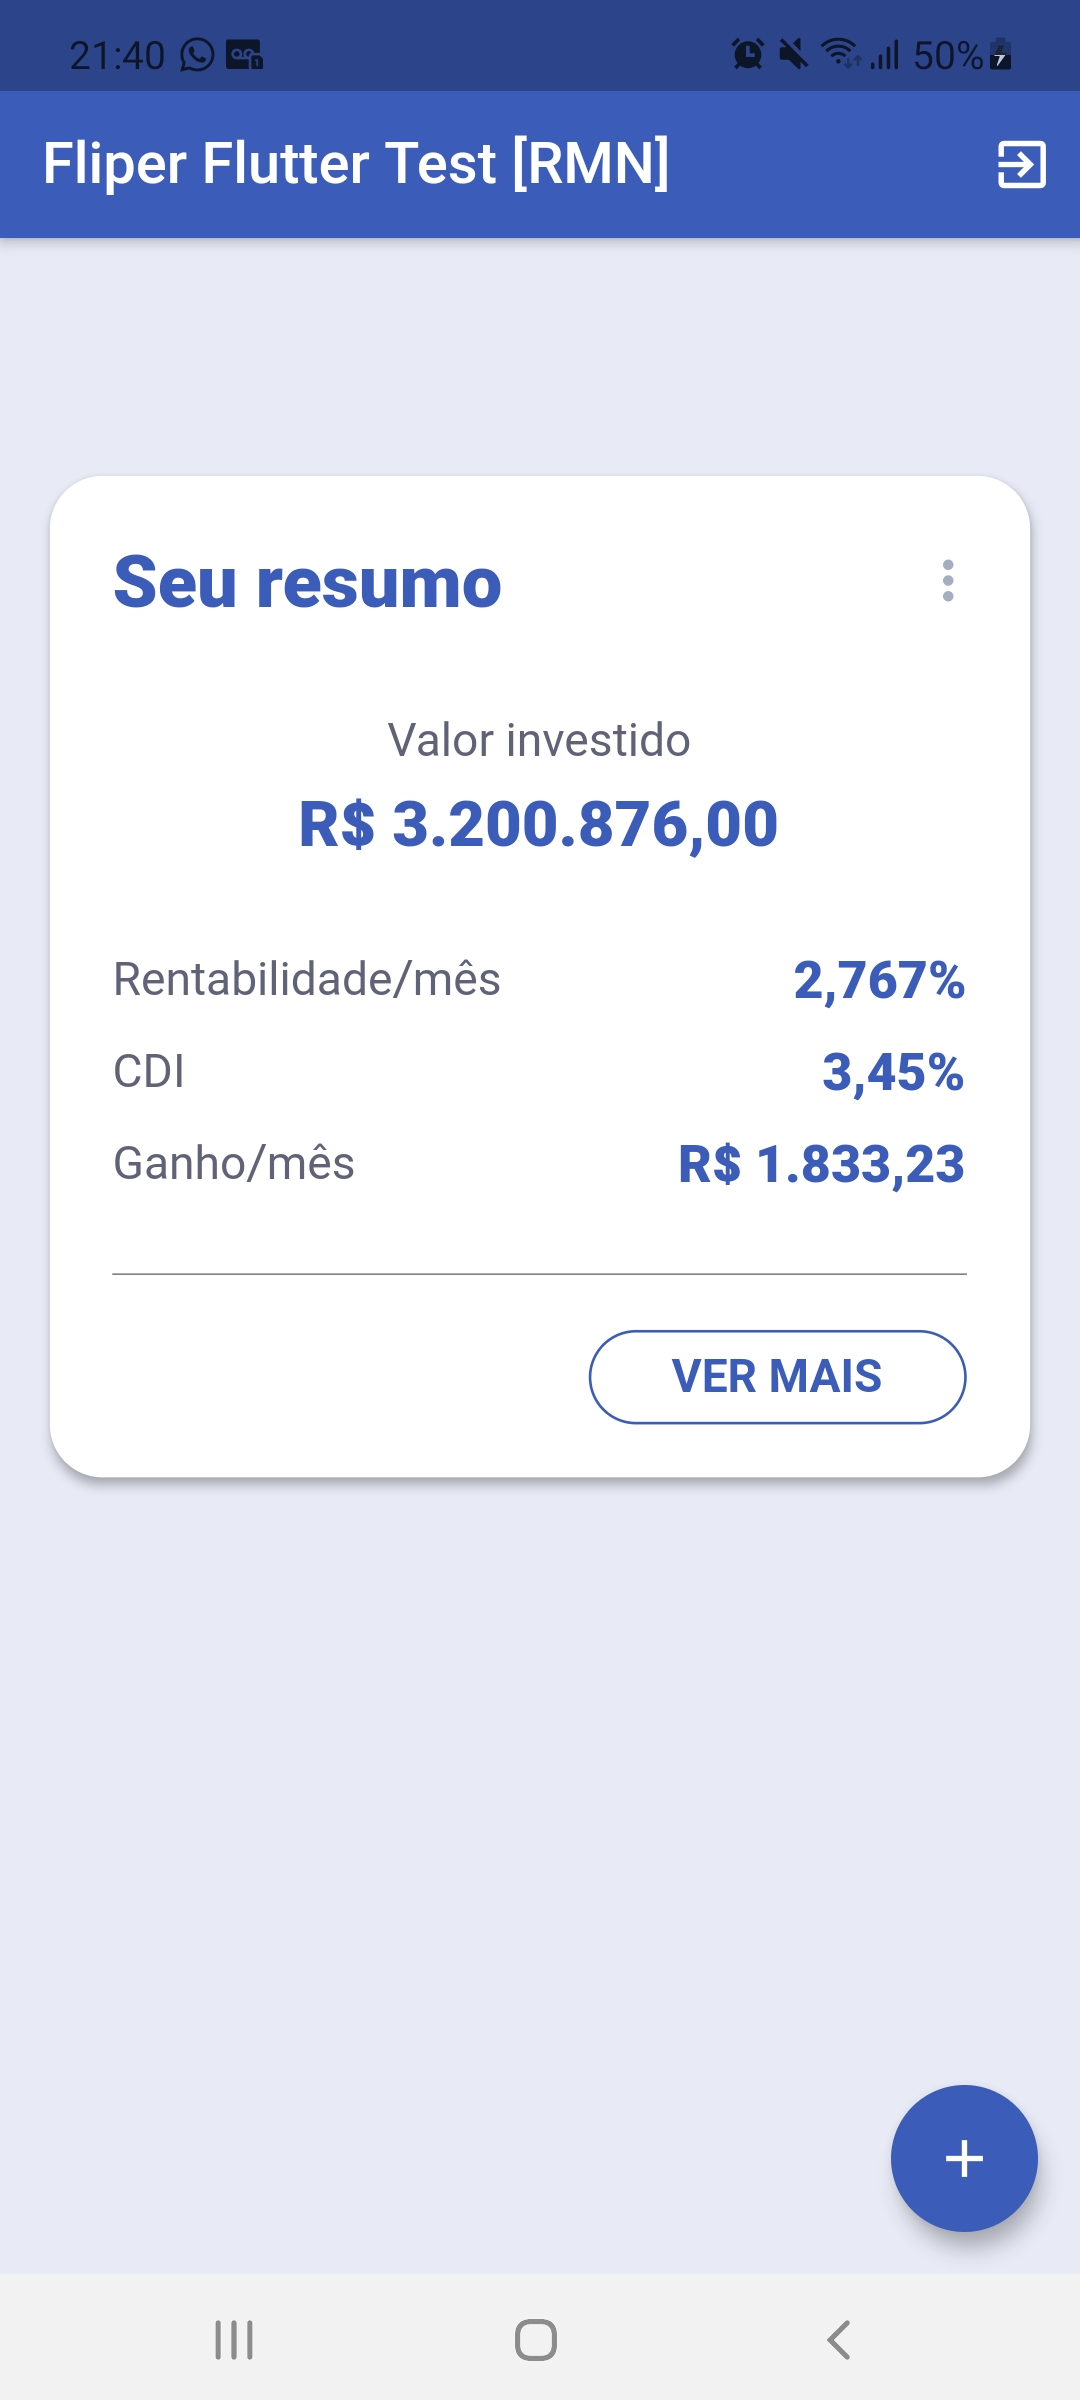 21:40 50%
Fliper Flutter Test [RMN]
Seu resumo
Valor investido
R$ 3.200.876,00
Rentabilidade/mês 2,767%
CDI 3,45%
Ganho/mês R$ 1.833,23
VER MAIS